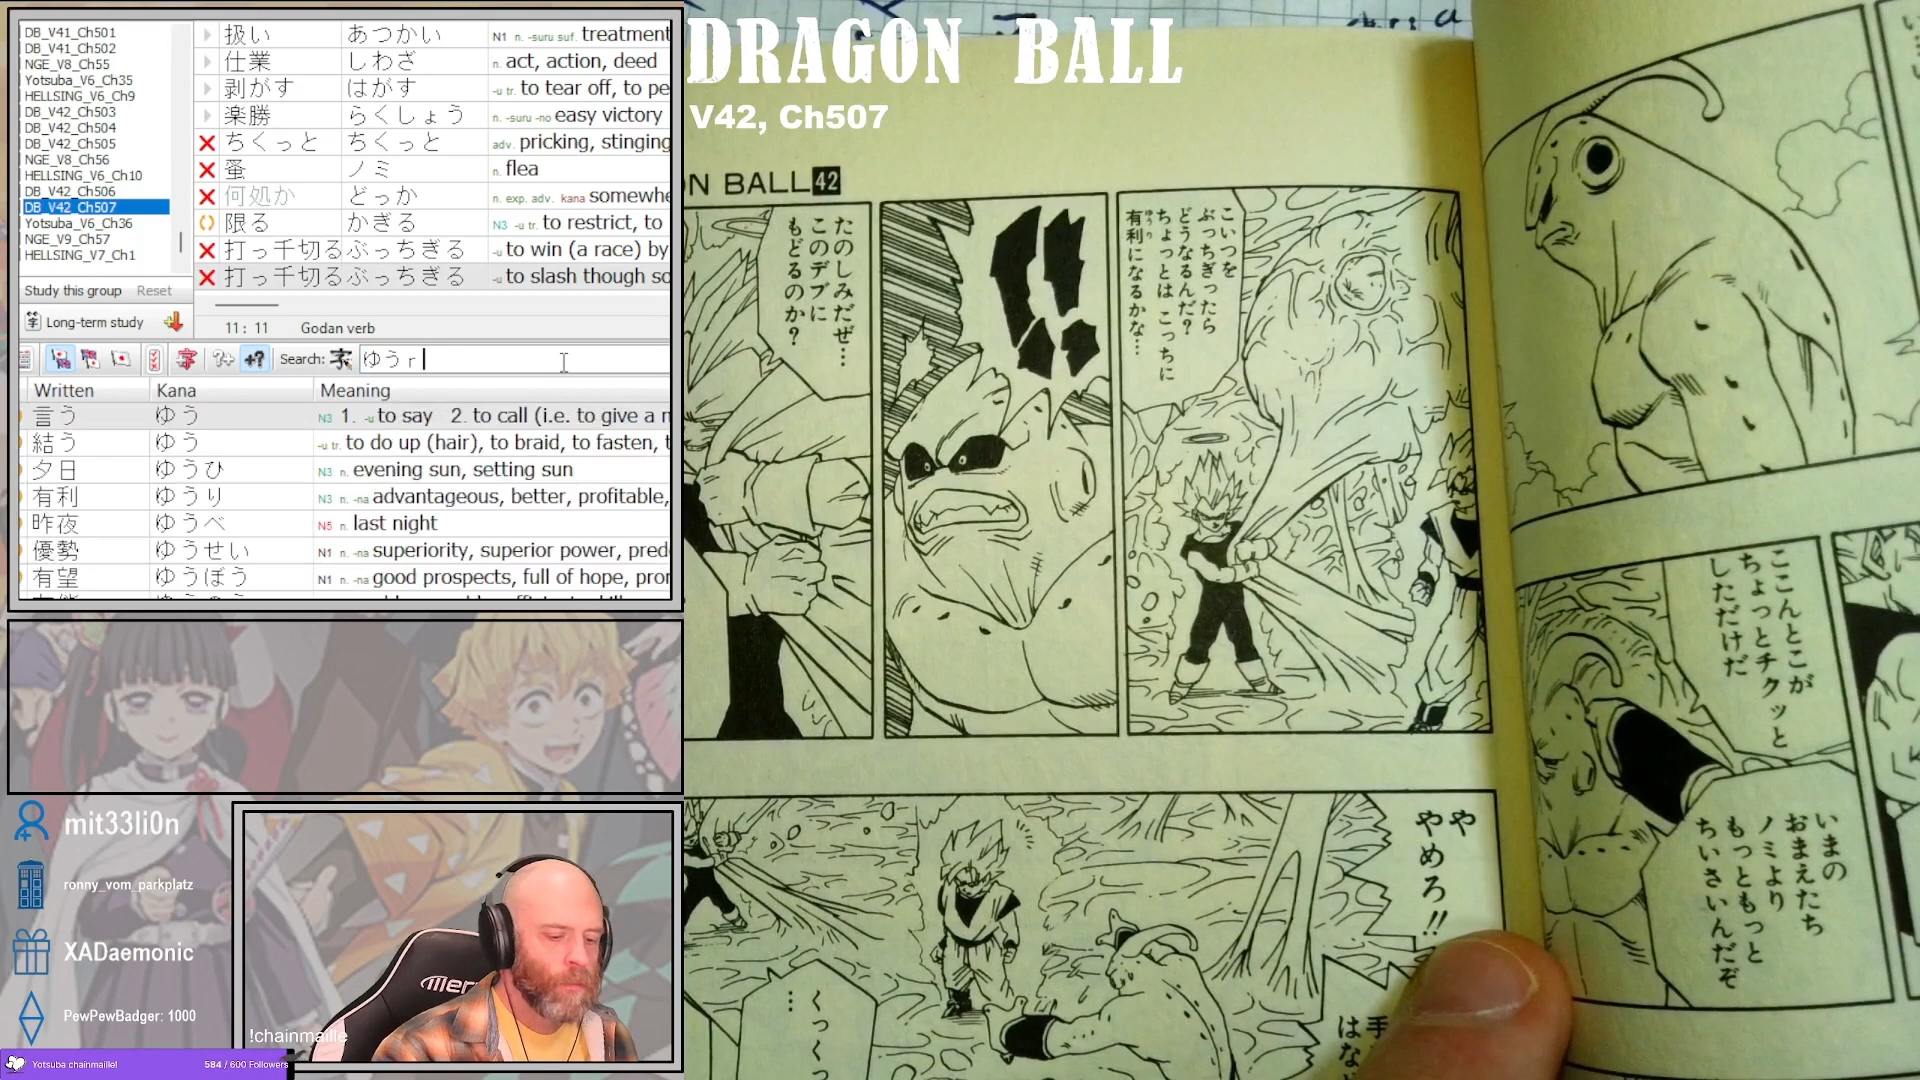 DB_V41_Ch501
DB_V41_Ch502
NGE_V8_Ch55
Yotsuba_V6_Ch35
HELLSING_V6_Ch9
DB_V42_Ch503
DB_V42_Ch504
DB_V42_Ch505
NGE_V8_Ch56
HELLSING_V6_Ch10
DB_V42_Ch506
DB_V42_Ch507
Yotsuba_V6_Ch36
NGE_V9_Ch57
HELLSING_V7_Ch1
Study this group Reset
Long-term study
扱い あつかい N1 n. -suru suf. treatment
仕業 しわざ n. act, action, deed
剥がす はがす -u tr. to tear off, to pe
楽勝 らくしょう n. -suru -no easy victory
ちくっと ちくっと adv. pricking, stinging
蚤 ノミ n. flea
何処か どっか n. exp. adv. kana somewhe
限る かぎる N3 -u tr. to restrict, to
打っ千切る ぶっちぎる -u to win (a race) by
打っ千切る ぶっちぎる -u to slash though so
11: 11 Godan verb
Search: ゆうr
Written Kana Meaning
言う ゆう N3 1. -u to say 2. to call (i.e. to give a n
結う ゆう -u tr. to do up (hair), to braid, to fasten, t
夕日 ゆうひ N3 n. evening sun, setting sun
有利 ゆうり N3 n. -na advantageous, better, profitable,
昨夜 ゆうべ N5 n. last night
優勢 ゆうせい N1 n. -na superiority, superior power, pred
有望 ゆうぼう N1 n. -na good prospects, full of hope, pro
mit33li0n
ronny_vom_parkplatz
XADaemonic
PewPewBadger: 1000
!chainmaille
Yotsuba chainmaille! 584 / 600 Followers
DRAGON BALL
V42, Ch507
ON BALL 42
こいつを
ぶっちぎったら
どうなるんだ?
ちょっとは こっちに
有利になるかな…
ゆうり
たのしみだぜ…
このデブに
もどるのか?
や
やめろ!!
手
はな
くっくっ
…
ここんとこが
ちょっとチクッと
しただけだ
いまの
おまえたち
ノミより
もっともっと
ちいさいんだぞ